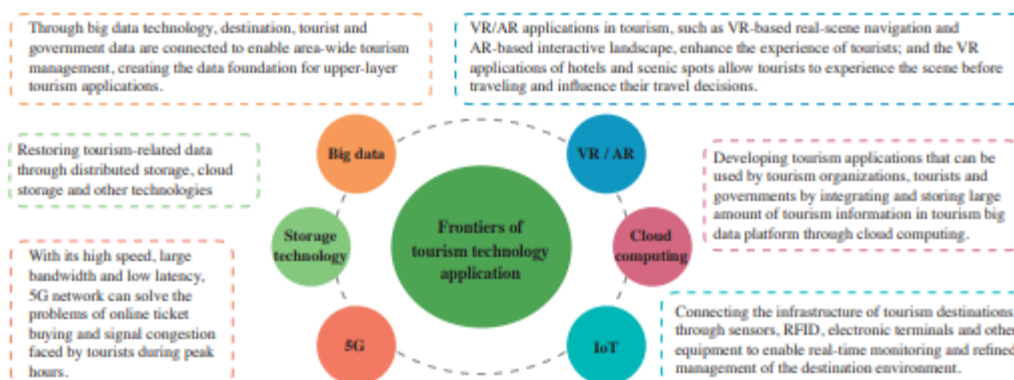 Through big data technology, destination, tourist and
government data are connected to enable area-wide tourism
management, creating the data foundation for upper-layer
tourism applications.
VR/AR applications in tourism, such as VR-based real-scene navigation and
AR-based interactive landscape, enhance the experience of tourists; and the VR
applications of hotels and scenic spots allow tourists to experience the scene before
traveling and influence their travel decisions.
Restoring tourism-related data
through distributed storage, cloud
storage and other technologies
Big data
VR / AR
Developing tourism applications that can be
used by tourism organizations, tourists and
governments by integrating and storing large
amount of tourism information in tourism big
data platform through cloud computing.
Storage
technology
Frontiers of
tourism technology
application
Cloud
computing
With its high speed, large
bandwidth and low latency,
5G network can solve the
problems of online ticket
buying and signal congestion
faced by tourists during peak
hours.
5G
IoT
Connecting the infrastructure of tourism destinations
through sensors, RFID, electronic terminals and other
equipment to enable real-time monitoring and refined
management of the destination environment.